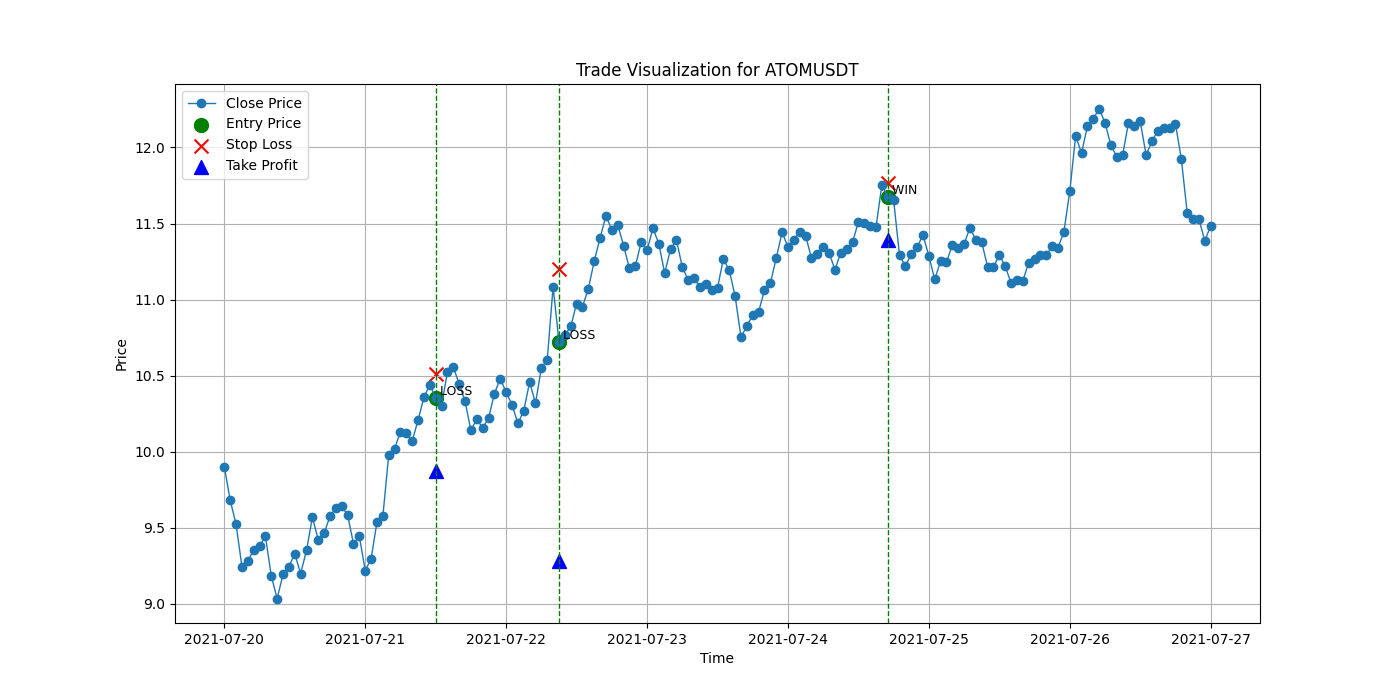 Trade Visualization for ATOMUSDT
Close Price
Entry Price
Stop Loss
Take Profit
12.0
11.5
11.0
10.5
10.0
9.5
9.0
Price
LOSS
LOSS
WIN
2021-07-20
2021-07-21
2021-07-22
2021-07-23
2021-07-24
2021-07-25
2021-07-26
2021-07-27
Time